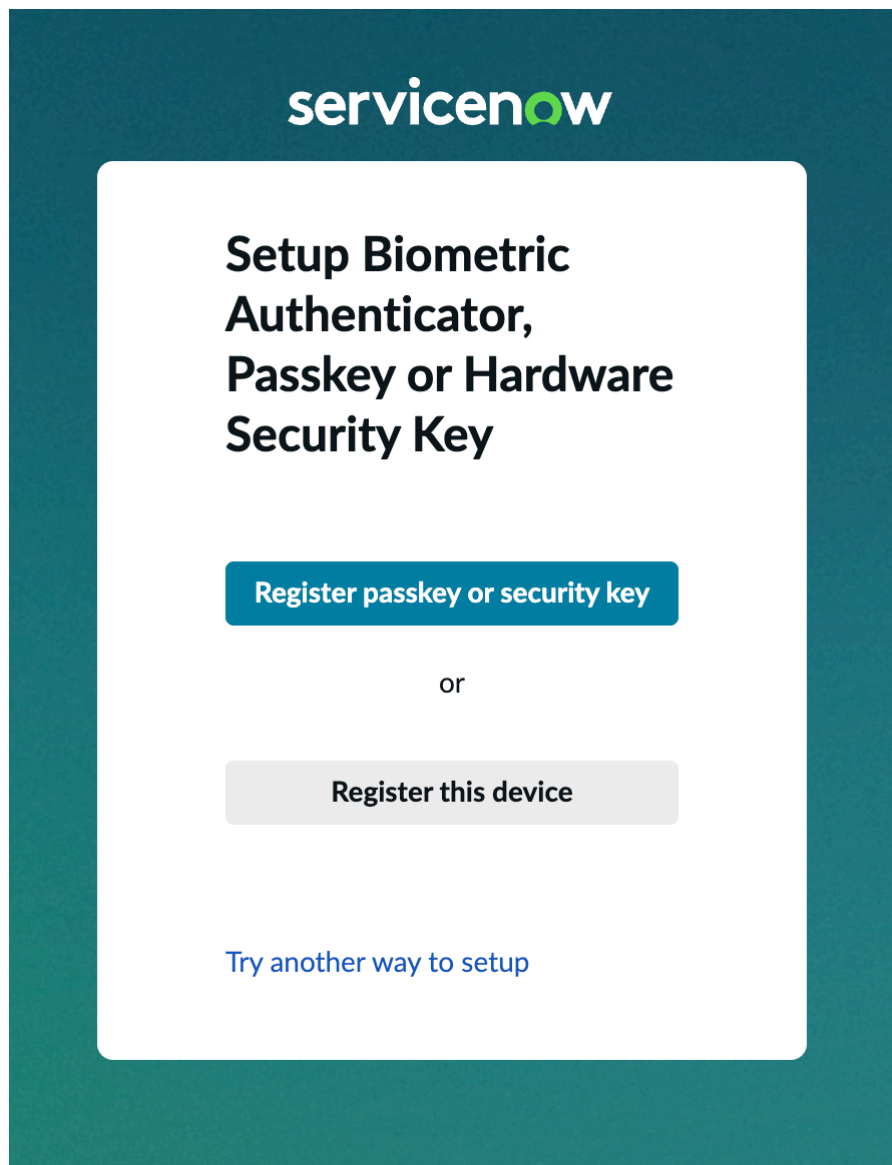 servicenow
Setup Biometric
Authenticator,
Passkey or Hardware
Security Key
Register passkey or security key
or
Register this device
Try another way to setup